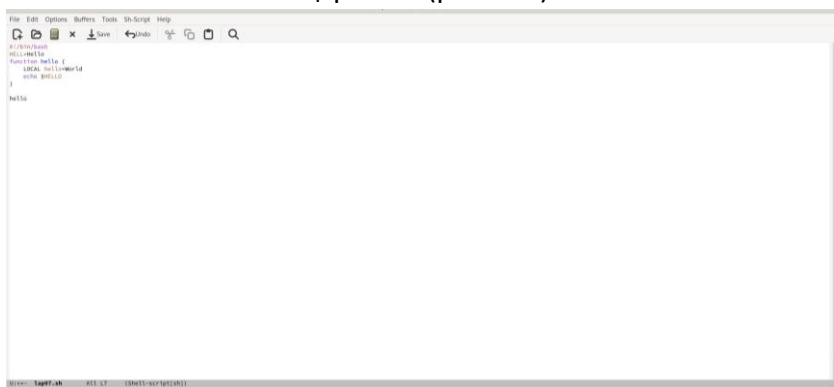 File Edit Options Buffers Tools Sh-Script Help
Save Undo
#!/bin/bash
HELL=Hello
function hello {
LOCAL hello=World
echo $HELLO
}
hello
lap07.sh All L7 (Shell-script[sh])